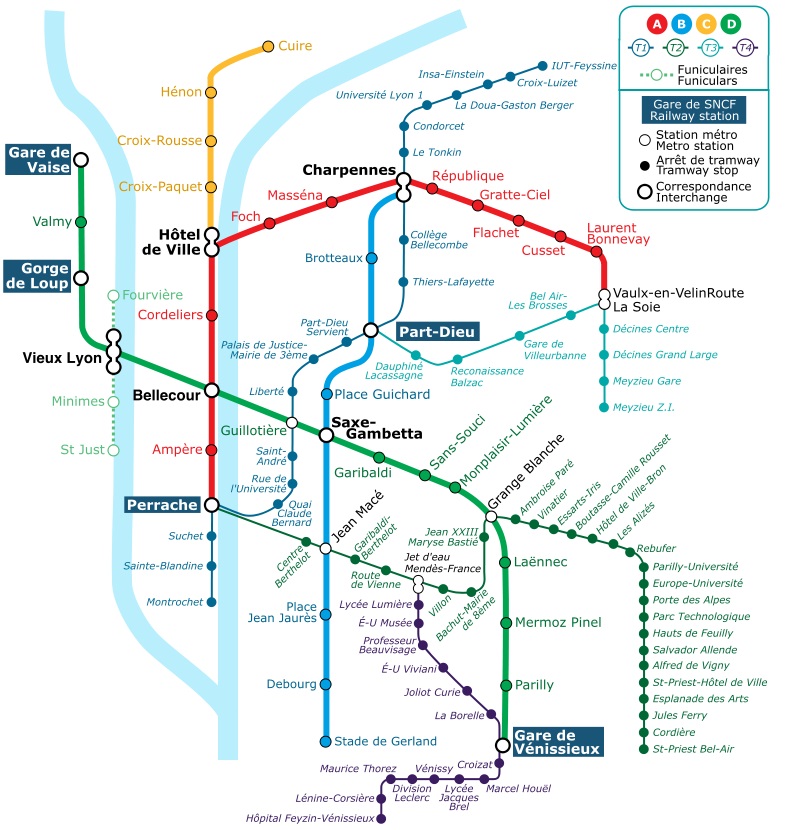 A B C D
T1 T2 T3 T4
Funiculaires
Funiculars
Gare de SNCF
Railway station
Station métro
Metro station
Arrêt de tramway
Tramway stop
Correspondance
Interchange
Cuire
Hénon
Croix-Rousse
Croix-Paquet
Hôtel
de Ville
Foch
Masséna
Charpennes
République
Gratte-Ciel
Flachet
Cusset
Laurent
Bonnevay
Vaulx-en-VelinRoute
La Soie
IUT-Feyssine
Croix-Luizet
Insa-Einstein
La Doua-Gaston Berger
Université Lyon 1
Condorcet
Le Tonkin
Collège
Bellecombe
Thiers-Lafayette
Brotteaux
Part-Dieu
Part-Dieu
Servient
Palais de Justice-
Mairie de 3ème
Liberté
Guillotière
Saint-
André
Rue de
l'Université
Quai
Claude
Bernard
Perrache
Suchet
Sainte-Blandine
Montrochet
Gare de
Vaise
Valmy
Gorge
de Loup
Fourvière
Vieux Lyon
Minimes
St Just
Cordeliers
Bellecour
Ampère
Dauphiné
Lacassagne
Reconaissance
Balzac
Gare de
Villeurbanne
Bel Air-
Les Brosses
Décines Centre
Décines Grand Large
Meyzieu Gare
Meyzieu Z.I.
Place Guichard
Saxe-
Gambetta
Garibaldi
Sans-Souci
Monplaisir-Lumière
Grange Blanche
Laënnec
Mermoz Pinel
Parilly
Gare de
Vénissieux
Jean Macé
Place
Jean Jaurès
Debourg
Stade de Gerland
Centre
Berthelot
Garibaldi-
Berthelot
Route
de Vienne
Jet d'eau
Mendès-France
Villon
Bachut-Mairie
de 8ème
Jean XXIII
Maryse Bastié
Ambroise Paré
Vinatier
Essarts-Iris
Boutasse-Camille Rousset
Hôtel de Ville-Bron
Les Alizés
Rebufer
Parilly-Université
Europe-Université
Porte des Alpes
Parc Technologique
Hauts de Feuilly
Salvador Allende
Alfred de Vigny
St-Priest-Hôtel de Ville
Esplanade des Arts
Jules Ferry
Cordière
St-Priest Bel-Air
Lycée Lumière
É-U Musée
Professeur
Beauvisage
É-U Viviani
Joliot Curie
La Borelle
Croizat
Marcel Houël
Lycée
Jacques
Brel
Vénissy
Division
Leclerc
Maurice Thorez
Lénine-Corsière
Hôpital Feyzin-Vénissieux